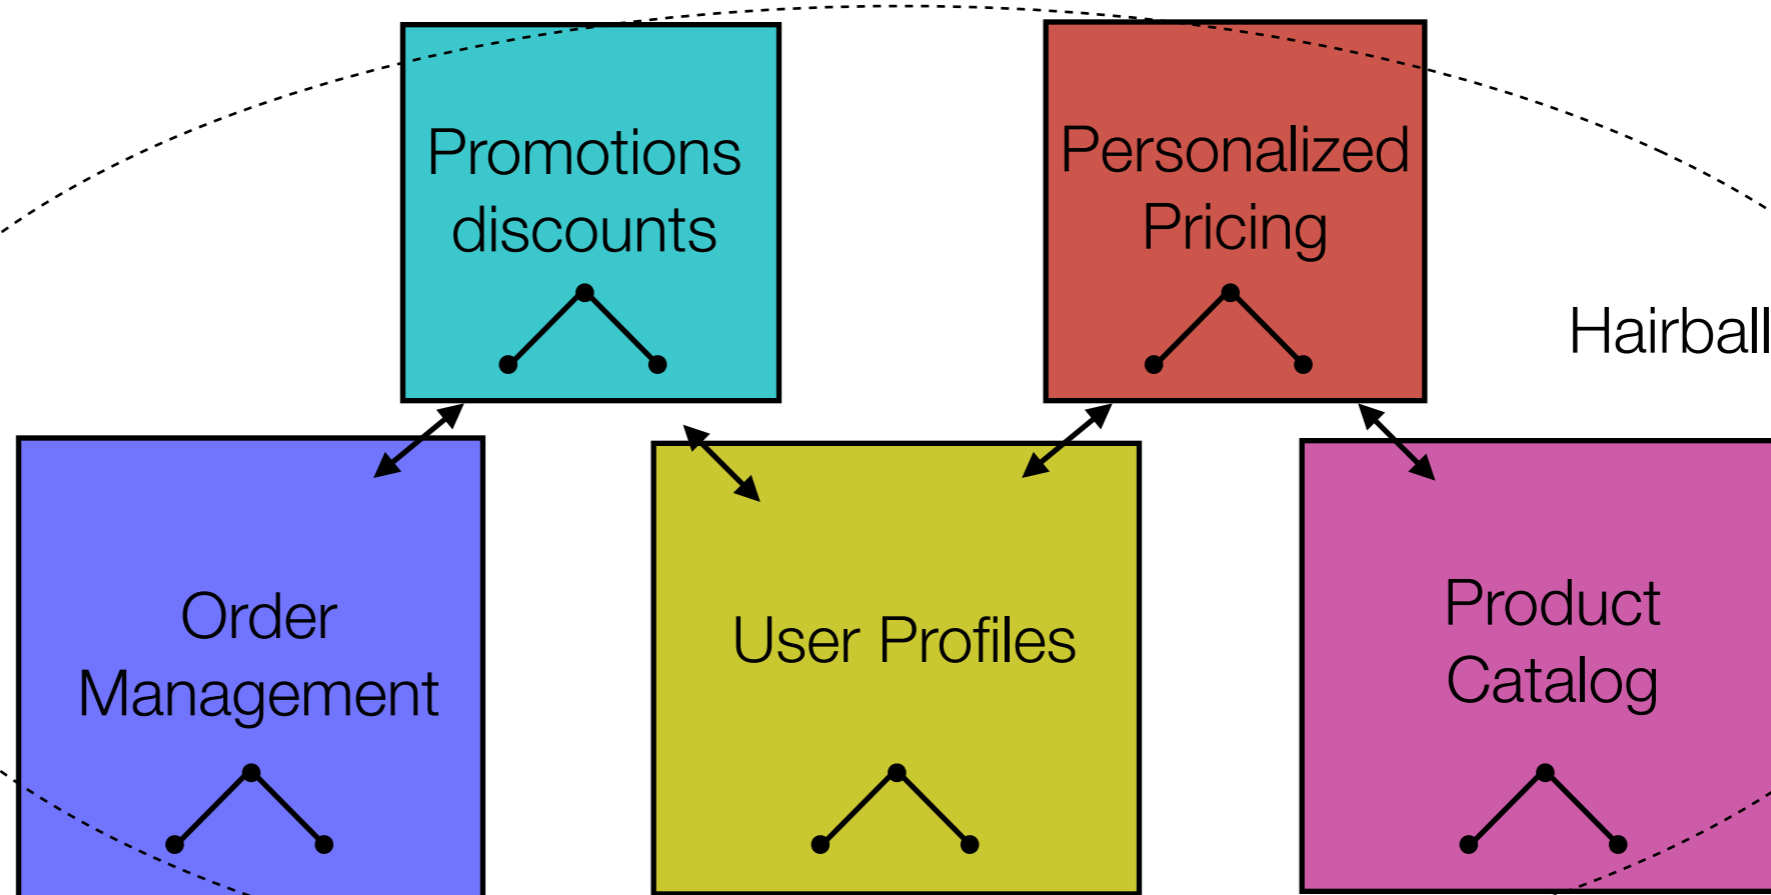 Promotions
discounts
Personalized
Pricing
Hairball
Order
Management
User Profiles
Product
Catalog